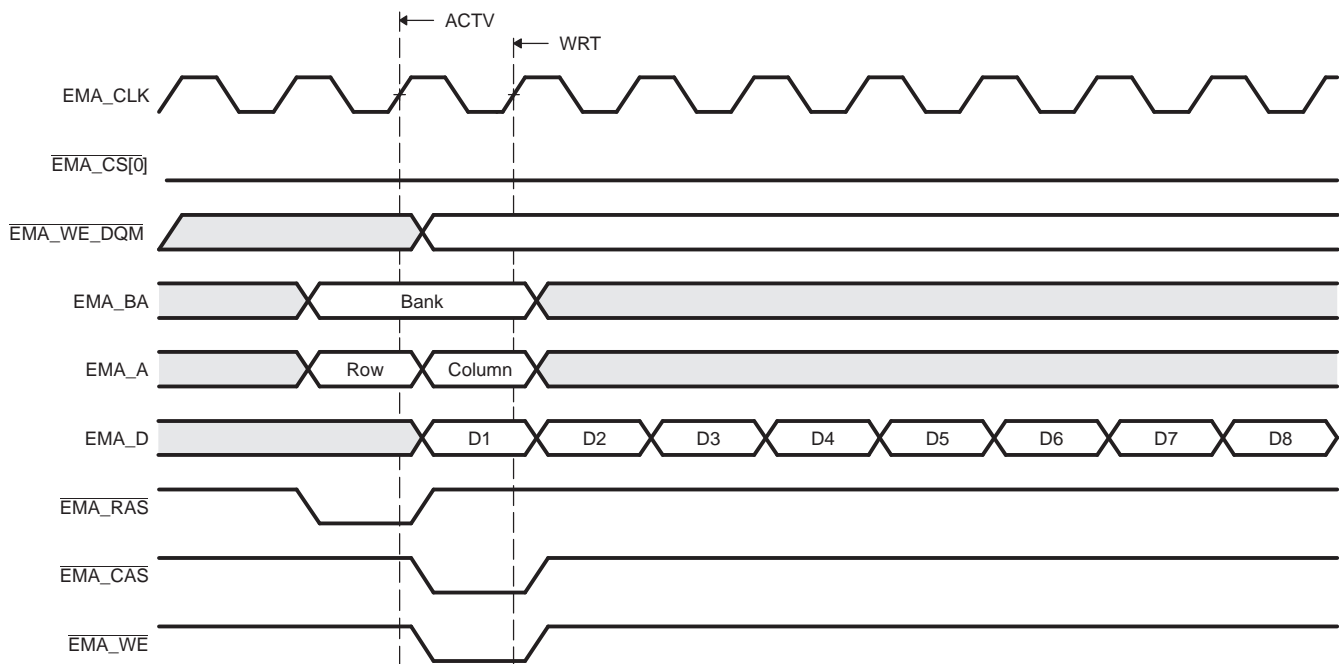 ACTV
WRT
EMA_CLK
EMA_CS[0]
EMA_WE_DQM
EMA_BA
Bank
EMA_A
Row Column
EMA_D
D1 D2 D3 D4 D5 D6 D7 D8
EMA_RAS
EMA_CAS
EMA_WE